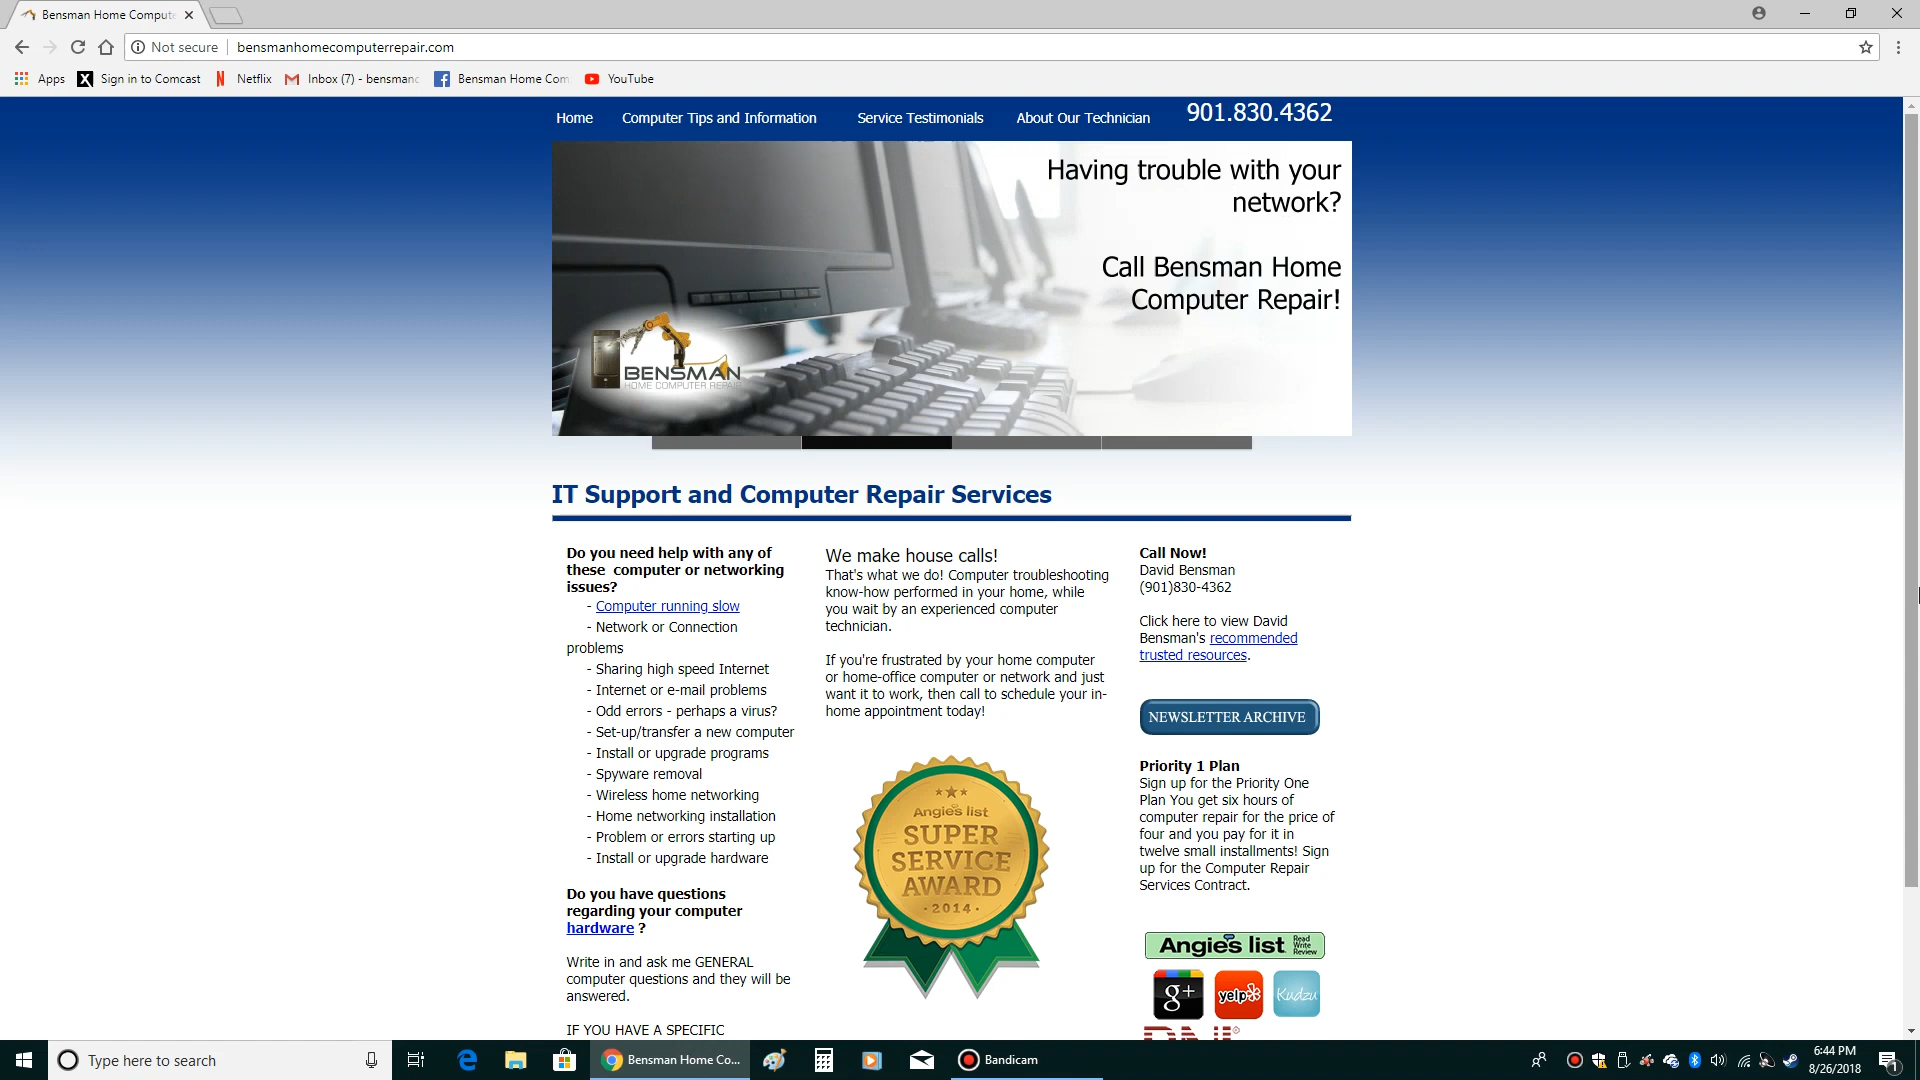 Bensman Home Compute
Not secure
bensmanhomecomputerrepair.com
Apps
X
Sign in to Comcast
N
Netflix
Inbox (7) - bensmanc
f
Bensman Home Com
YouTube
Home
Computer Tips and Information
Service Testimonials
About Our Technician
901.830.4362
Having trouble with your
network?
Call Bensman Home
Computer Repair!
BENSMAN
HOME COMPUTER REPAIR
IT Support and Computer Repair Services
Do you need help with any of
these computer or networking
issues?
- Computer running slow
- Network or Connection
problems
- Sharing high speed Internet
- Internet or e-mail problems
- Odd errors - perhaps a virus?
- Set-up/transfer a new computer
- Install or upgrade programs
- Spyware removal
- Wireless home networking
- Home networking installation
- Problem or errors starting up
- Install or upgrade hardware
Do you have questions
regarding your computer
hardware ?
Write in and ask me GENERAL
computer questions and they will be
answered.
IF YOU HAVE A SPECIFIC
We make house calls!
That's what we do! Computer troubleshooting
know-how performed in your home, while
you wait by an experienced computer
technician.
If you're frustrated by your home computer
or home-office computer or network and just
want it to work, then call to schedule your in-
home appointment today!
Angie's list
SUPER
SERVICE
AWARD
· 2014 ·
Call Now!
David Bensman
(901)830-4362
Click here to view David
Bensman's recommended
trusted resources.
NEWSLETTER ARCHIVE
Priority 1 Plan
Sign up for the Priority One
Plan You get six hours of
computer repair for the price of
four and you pay for it in
twelve small installments! Sign
up for the Computer Repair
Services Contract.
Angie's list
Read
Write
Review
g+
yelp
Kudzu
Type here to search
Bensman Home Co...
Bandicam
6:44 PM
8/26/2018
1